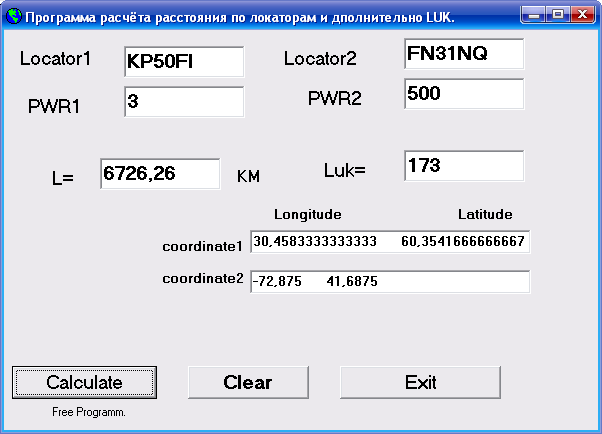 Программа расчёта расстояния по локаторам и дполнительно LUK.
Locator1 KP50FI Locator2 FN31NQ
PWR1 3 PWR2 500
L= 6726,26 KM Luk= 173
Longitude Latitude
coordinate1 30,4583333333333 60,3541666666667
coordinate2 -72,875 41,6875
Calculate Clear Exit
Free Programm.